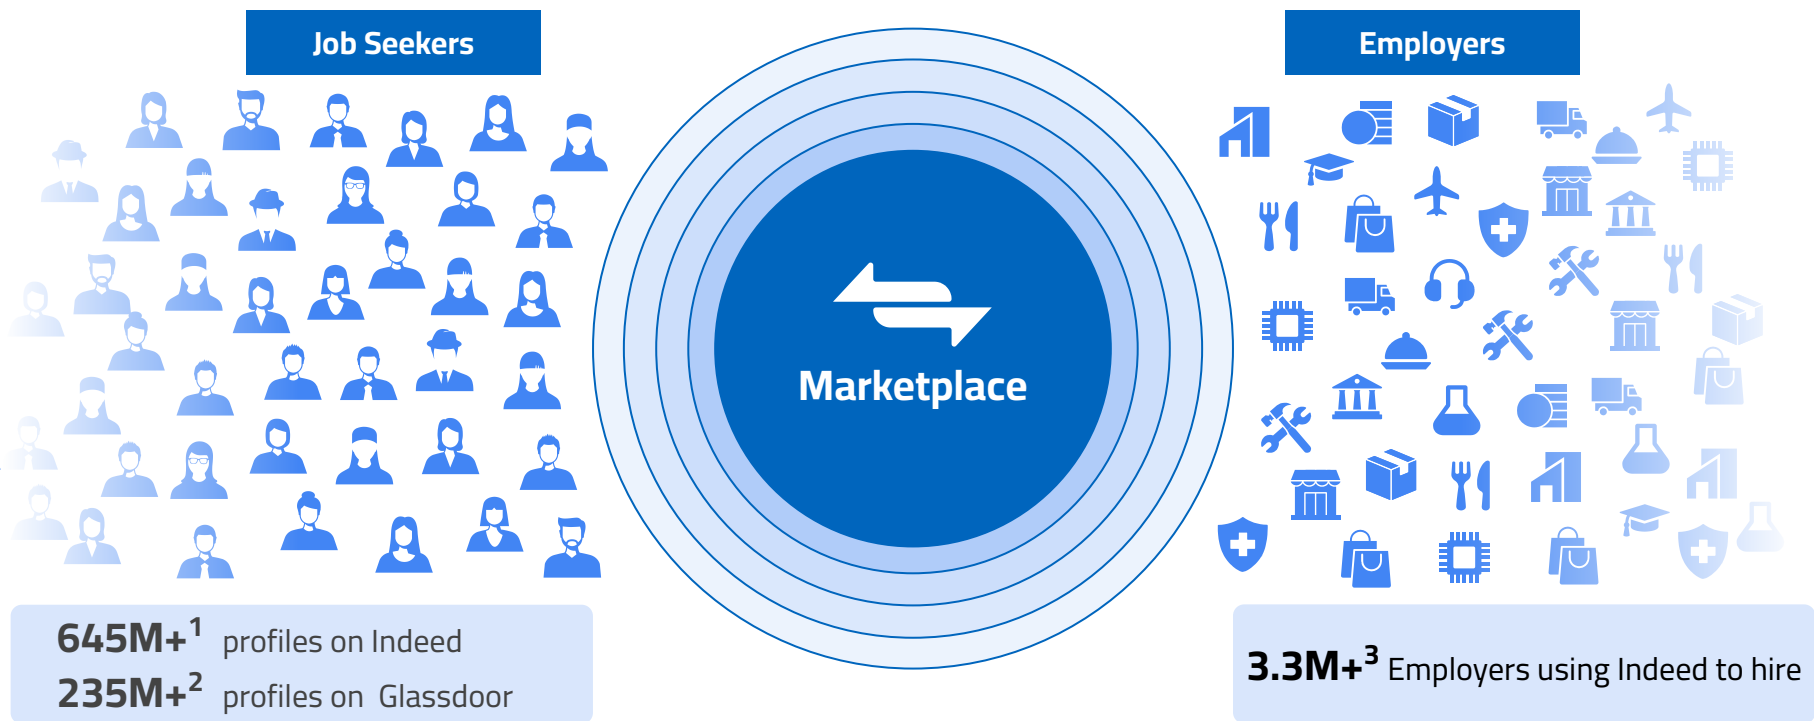 Job Seekers
Employers
Marketplace
645M+¹ profiles on Indeed
235M+² profiles on Glassdoor
3.3M+³ Employers using Indeed to hire